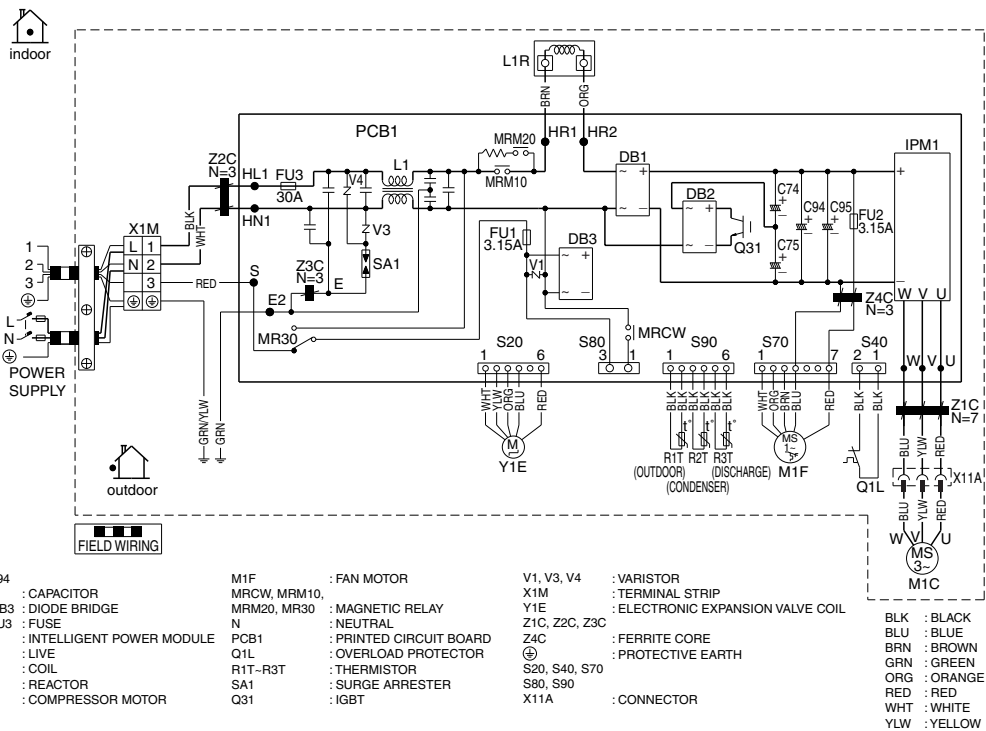 indoor
L1R
BRN
ORG
PCB1
HR1
HR2
MRM20
MRM10
IPM1
Z2C
N=3
HL1
FU3
30A
V4
L1
DB1
+
~
−
DB2
C74
C94
C95
FU2
3.15A
HN1
BLK
WHT
V3
FU1
3.15A
DB3
Q31
C75
X1M
L 1
N 2
3
1
2
3
S
RED
Z3C
N=3
E
SA1
V1
E2
MR30
MRCW
Z4C
N=3
W V U
L
N
POWER
SUPPLY
S20
1 6
S80
3 1
S90
1 6
S70
1 7
S40
2 1
W V U
Z1C
N=7
GRN/YLW
GRN
WHT
YLW
ORG
BLU
RED
M
Y1E
BLK
BLK
BLK
BLK
BLK
BLK
t°
t°
t°
R1T R2T R3T
(OUTDOOR) (DISCHARGE)
(CONDENSER)
WHT
ORG
BRN
BLU
RED
MS
1~
M1F
BLK
BLK
Q1L
BLU
YLW
RED
X11A
BLU
YLW
RED
W V U
MS
3~
M1C
outdoor
FIELD WIRING
: CAPACITOR
: DIODE BRIDGE
: FUSE
: INTELLIGENT POWER MODULE
: LIVE
: COIL
: REACTOR
: COMPRESSOR MOTOR
M1F : FAN MOTOR
MRCW, MRM10,
MRM20, MR30 : MAGNETIC RELAY
N : NEUTRAL
PCB1 : PRINTED CIRCUIT BOARD
Q1L : OVERLOAD PROTECTOR
R1T~R3T : THERMISTOR
SA1 : SURGE ARRESTER
Q31 : IGBT
V1, V3, V4 : VARISTOR
X1M : TERMINAL STRIP
Y1E : ELECTRONIC EXPANSION VALVE COIL
Z1C, Z2C, Z3C
Z4C : FERRITE CORE
: PROTECTIVE EARTH
S20, S40, S70
S80, S90
X11A : CONNECTOR
BLK : BLACK
BLU : BLUE
BRN : BROWN
GRN : GREEN
ORG : ORANGE
RED : RED
WHT : WHITE
YLW : YELLOW